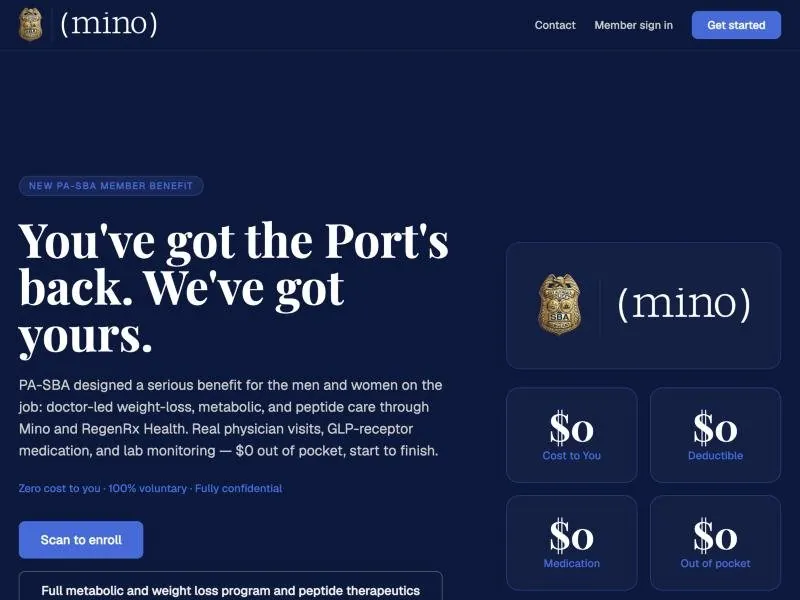 (mino)
Contact
Member sign in
Get started
NEW PA-SBA MEMBER BENEFIT
You've got the Port's
back. We've got
yours.
PA-SBA designed a serious benefit for the men and women on the
job: doctor-led weight-loss, metabolic, and peptide care through
Mino and RegenRx Health. Real physician visits, GLP-receptor
medication, and lab monitoring — $0 out of pocket, start to finish.
Zero cost to you · 100% voluntary · Fully confidential
Scan to enroll
Full metabolic and weight loss program and peptide therapeutics
SBA
(mino)
$0
Cost to You
$0
Deductible
$0
Medication
$0
Out of pocket